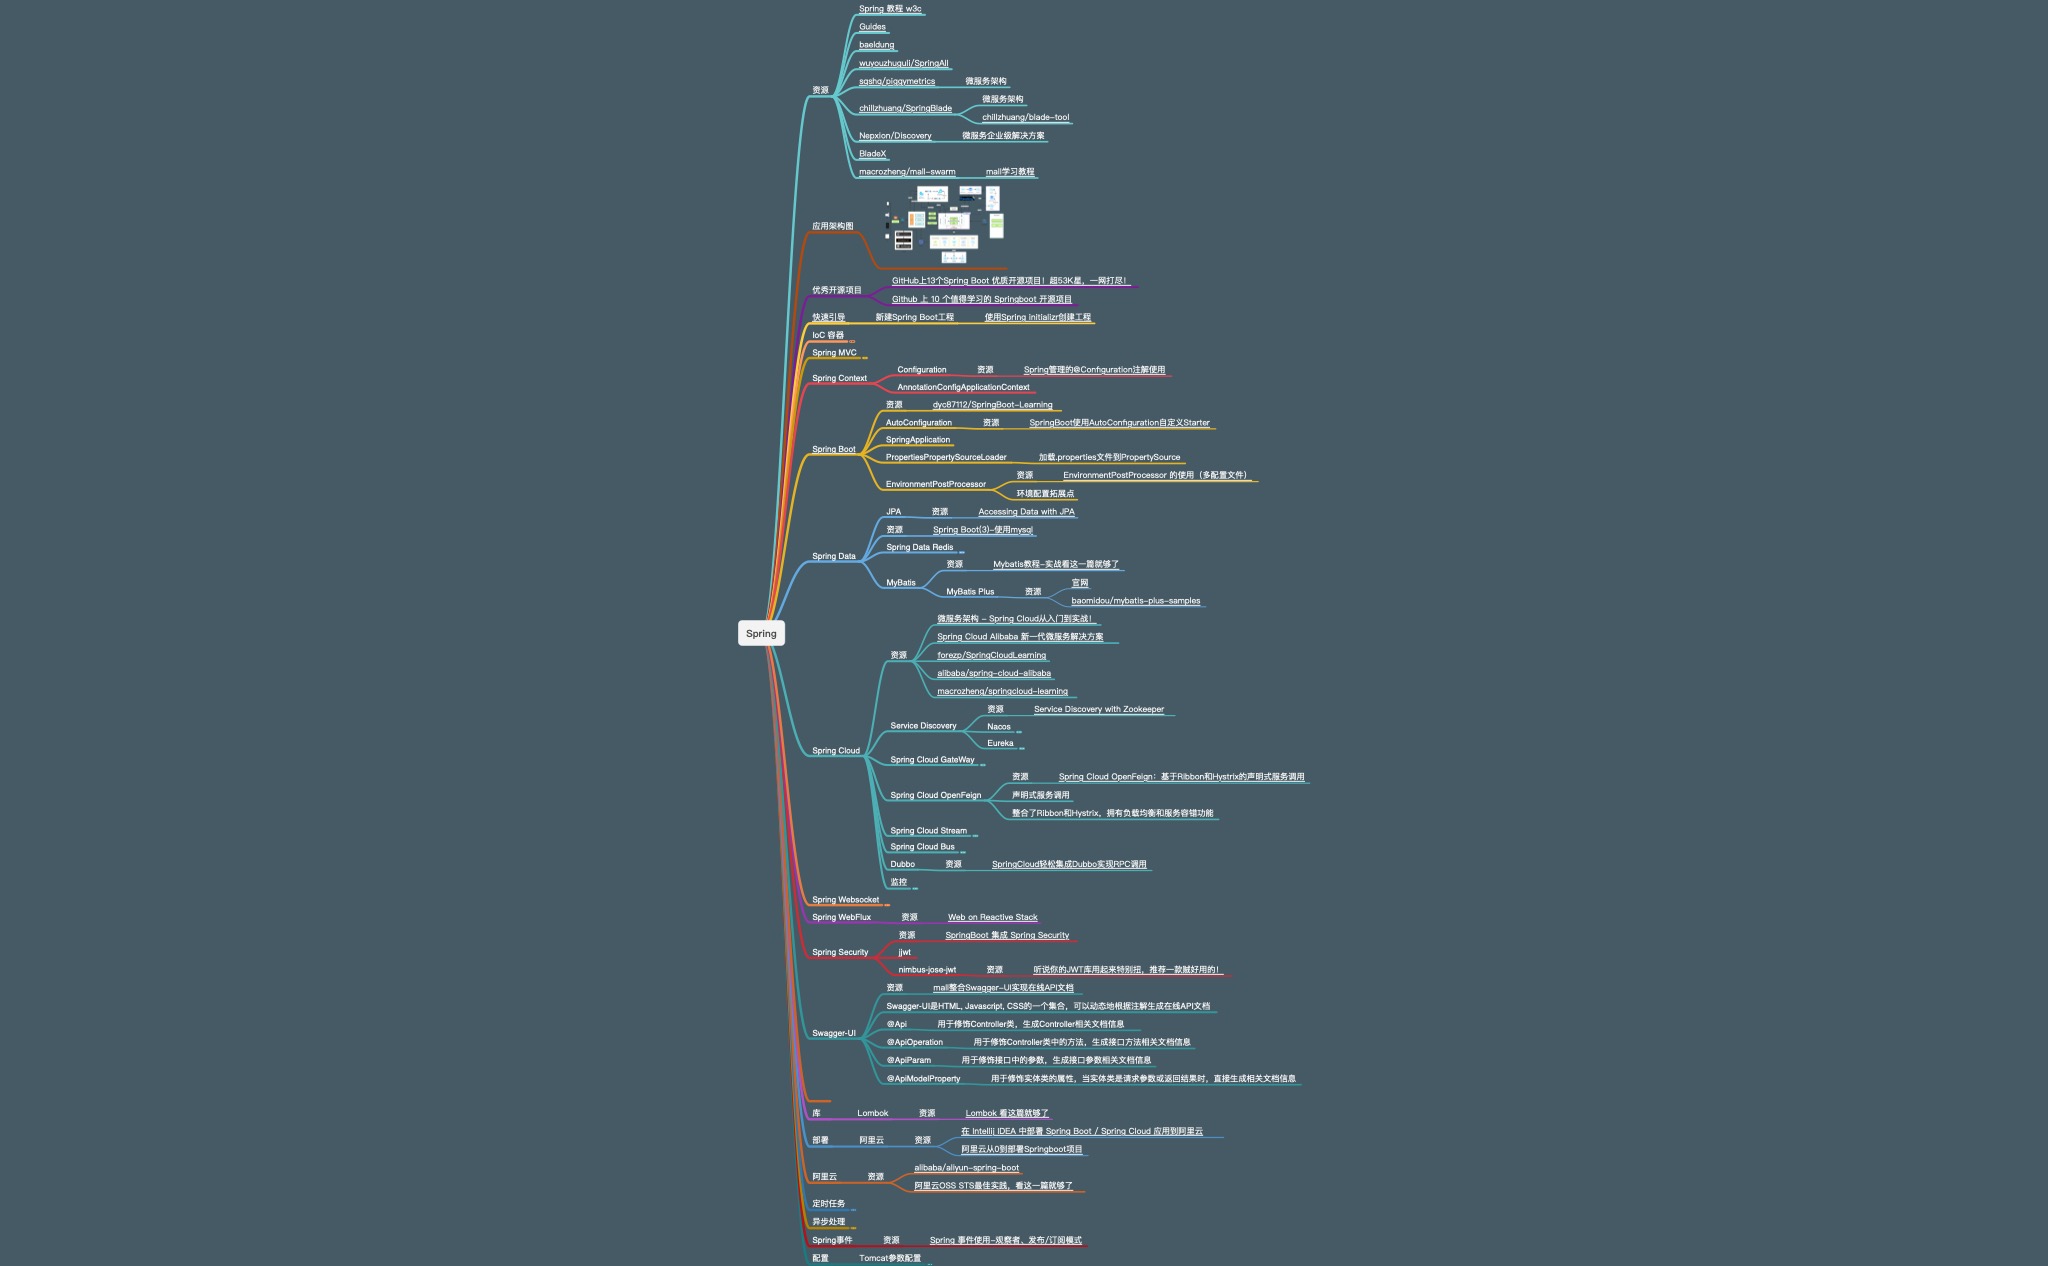 Spring
资源
Spring 教程 w3c
Guides
baeldung
wuyouzhuguli/SpringAll
sqshq/piggymetrics
微服务架构
chillzhuang/SpringBlade
微服务架构
chillzhuang/blade-tool
Nepxion/Discovery
微服务企业级解决方案
BladeX
macrozheng/mall-swarm
mall学习教程
应用架构图
优秀开源项目
GitHub上13个Spring Boot 优质开源项目！超53K星，一网打尽！
Github 上 10 个值得学习的 Springboot 开源项目
快速引导
新建Spring Boot工程
使用Spring initializr创建工程
IoC 容器
Spring MVC
Spring Context
Configuration
资源
Spring管理的@Configuration注解使用
AnnotationConfigApplicationContext
Spring Boot
资源
dyc87112/SpringBoot-Learning
AutoConfiguration
资源
SpringBoot使用AutoConfiguration自定义Starter
SpringApplication
PropertiesPropertySourceLoader
加载.properties文件到PropertySource
EnvironmentPostProcessor
资源
EnvironmentPostProcessor 的使用（多配置文件）
环境配置拓展点
Spring Data
JPA
资源
Accessing Data with JPA
资源
Spring Boot(3)-使用mysql
Spring Data Redis
MyBatis
资源
Mybatis教程-实战看这一篇就够了
MyBatis Plus
资源
官网
baomidou/mybatis-plus-samples
Spring Cloud
资源
微服务架构 - Spring Cloud从入门到实战！
Spring Cloud Alibaba 新一代微服务解决方案
forezp/SpringCloudLearning
alibaba/spring-cloud-alibaba
macrozheng/springcloud-learning
Service Discovery
资源
Service Discovery with Zookeeper
Nacos
Eureka
Spring Cloud GateWay
Spring Cloud OpenFeign
资源
Spring Cloud OpenFeign：基于Ribbon和Hystrix的声明式服务调用
声明式服务调用
整合了Ribbon和Hystrix，拥有负载均衡和服务容错功能
Spring Cloud Stream
Spring Cloud Bus
Dubbo
资源
SpringCloud轻松集成Dubbo实现RPC调用
监控
Spring Websocket
Spring WebFlux
资源
Web on Reactive Stack
Spring Security
资源
SpringBoot 集成 Spring Security
jjwt
nimbus-jose-jwt
资源
听说你的JWT库用起来特别扭，推荐一款贼好用的！
Swagger-UI
资源
mall整合Swagger-UI实现在线API文档
Swagger-UI是HTML, Javascript, CSS的一个集合，可以动态地根据注解生成在线API文档
@Api
用于修饰Controller类，生成Controller相关文档信息
@ApiOperation
用于修饰Controller类中的方法，生成接口方法相关文档信息
@ApiParam
用于修饰接口中的参数，生成接口参数相关文档信息
@ApiModelProperty
用于修饰实体类的属性，当实体类是请求参数或返回结果时，直接生成相关文档信息
库
Lombok
资源
Lombok 看这篇就够了
部署
阿里云
资源
在 Intellij IDEA 中部署 Spring Boot / Spring Cloud 应用到阿里云
阿里云从0到部署Springboot项目
阿里云
资源
alibaba/aliyun-spring-boot
阿里云OSS STS最佳实践，看这一篇就够了
定时任务
异步处理
Spring事件
资源
Spring 事件使用-观察者、发布/订阅模式
配置
Tomcat参数配置